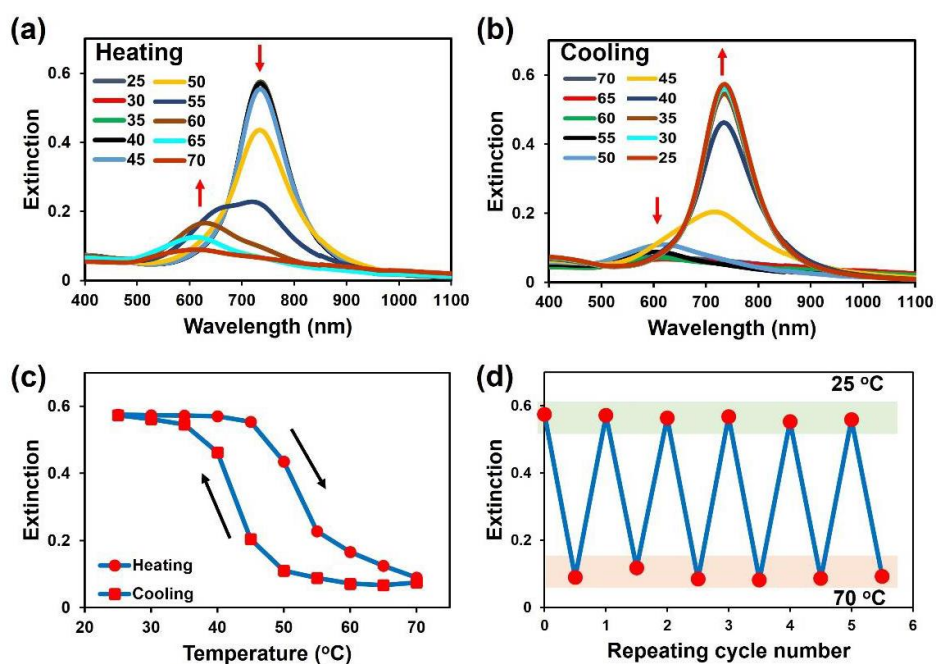 (a)
Heating
25
50
30
55
35
60
40
65
45
70
Extinction
0.6
0.4
0.2
0
400 500 600 700 800 900 1000 1100
Wavelength (nm)
(b)
Cooling
70
45
65
40
60
35
55
30
50
25
Extinction
0.6
0.4
0.2
0
400 500 600 700 800 900 1000 1100
Wavelength (nm)
(c)
Extinction
0.6
0.4
0.2
0
Heating
Cooling
20 30 40 50 60 70
Temperature (°C)
(d)
25 °C
Extinction
0.6
0.4
0.2
0
70 °C
0 1 2 3 4 5 6
Repeating cycle number